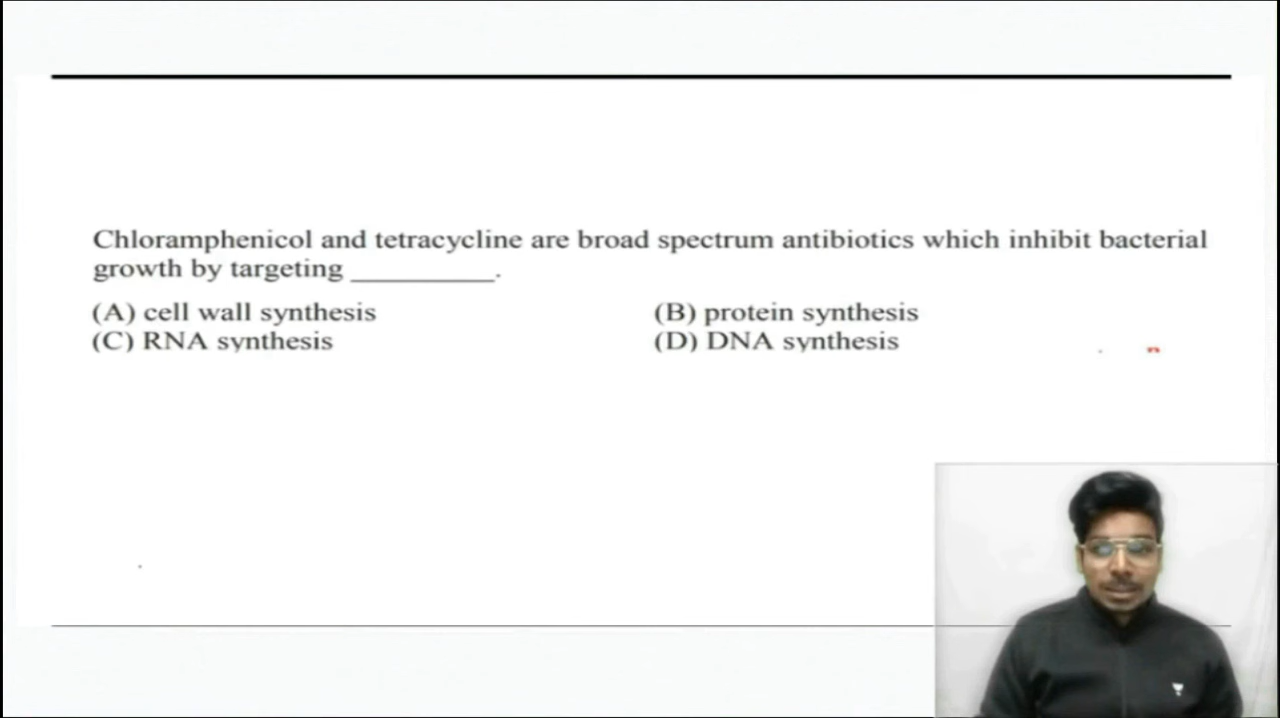 Chloramphenicol and tetracycline are broad spectrum antibiotics which inhibit bacterial
growth by targeting __________.
(A) cell wall synthesis (B) protein synthesis
(C) RNA synthesis (D) DNA synthesis